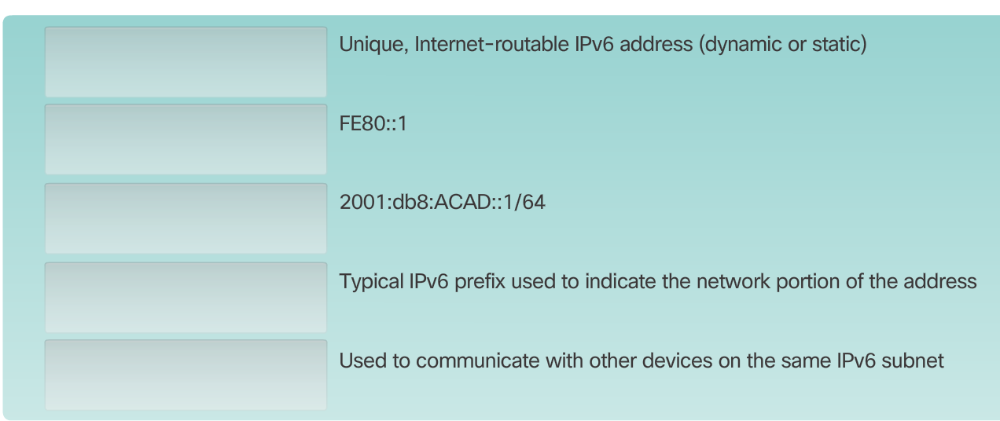 Unique, Internet-routable IPv6 address (dynamic or static)
FE80::1
2001:db8:ACAD::1/64
Typical IPv6 prefix used to indicate the network portion of the address
Used to communicate with other devices on the same IPv6 subnet